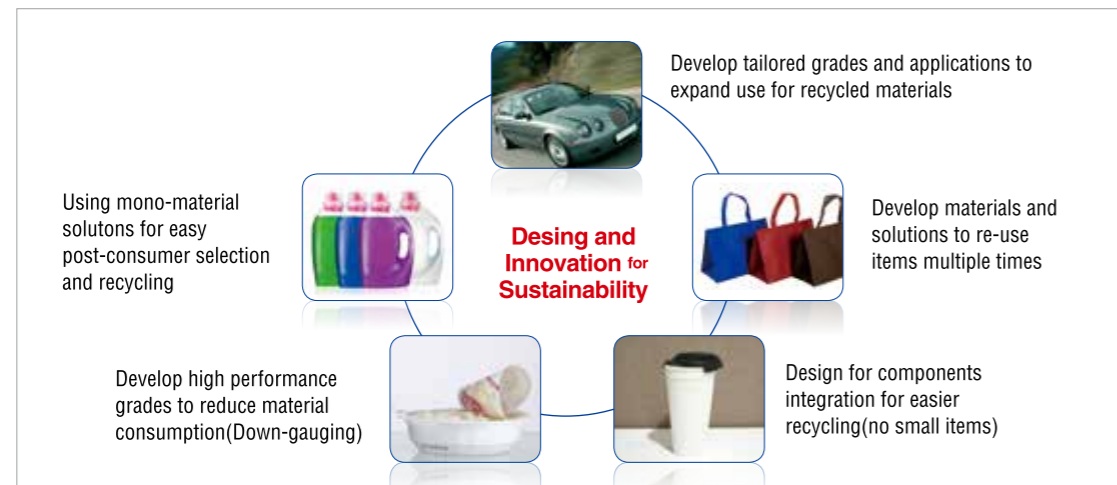 Develop tailored grades and applications to
expand use for recycled materials
Using mono-material
solutons for easy
post-consumer selection
and recycling
Desing and
Innovation for
Sustainability
Develop materials and
solutions to re-use
items multiple times
Develop high performance
grades to reduce material
consumption(Down-gauging)
Design for components
integration for easier
recycling(no small items)